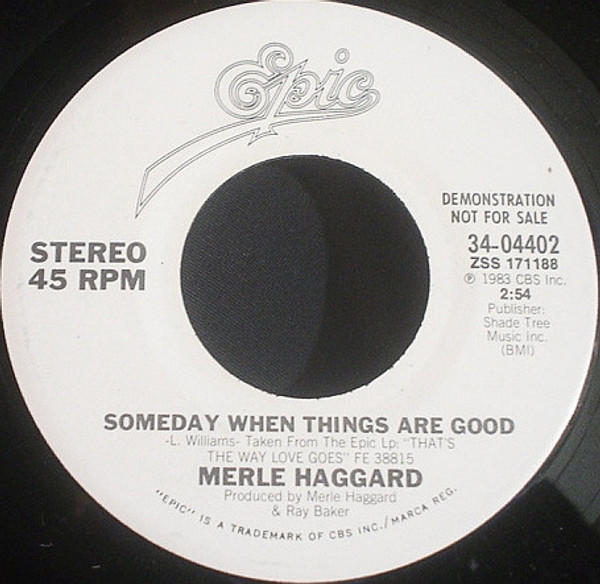 Epic
DEMONSTRATION
NOT FOR SALE
STEREO
45 RPM
34-04402
ZSS 171188
℗ 1983 CBS Inc.
2:54
Publisher:
Shade Tree
Music Inc.
(BMI)
SOMEDAY WHEN THINGS ARE GOOD
-L. Williams- Taken From The Epic Lp: "THAT'S
THE WAY LOVE GOES" FE 38815
MERLE HAGGARD
Produced by Merle Haggard
& Ray Baker
"EPIC" IS A TRADEMARK OF CBS INC./MARCA REG.